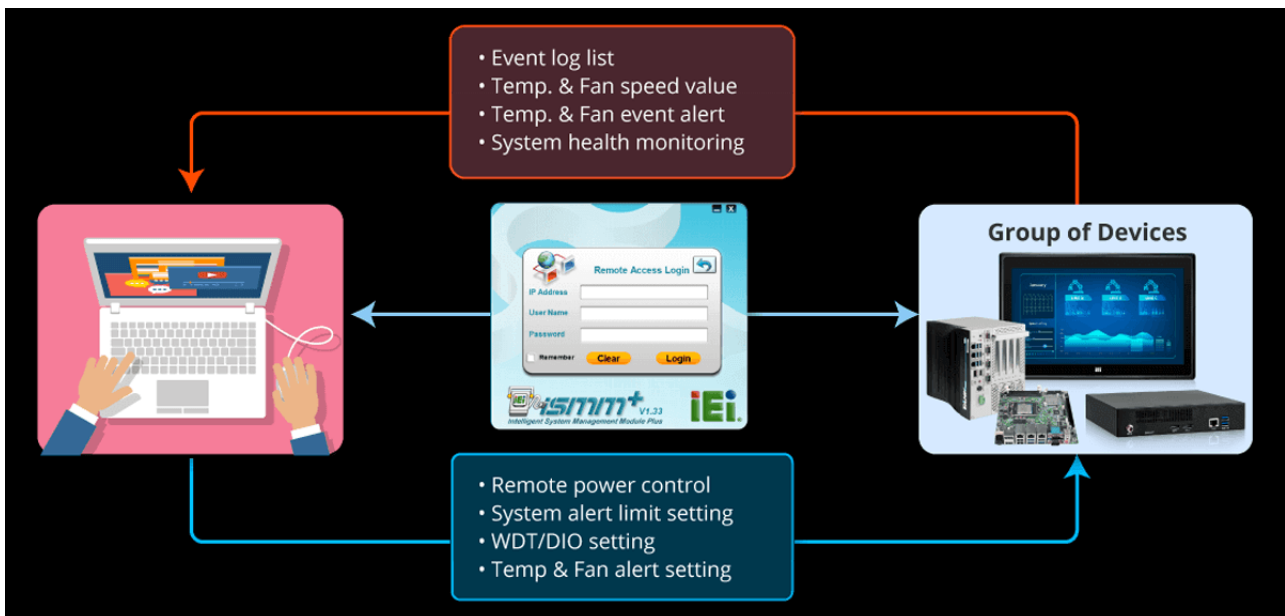 • Event log list
• Temp. & Fan speed value
• Temp. & Fan event alert
• System health monitoring
Remote Access Login
IP Address
User Name
Password
Remember
Clear
Login
iSMM+ V1.33
Intelligent System Management Module Plus
iEi
Group of Devices
• Remote power control
• System alert limit setting
• WDT/DIO setting
• Temp & Fan alert setting